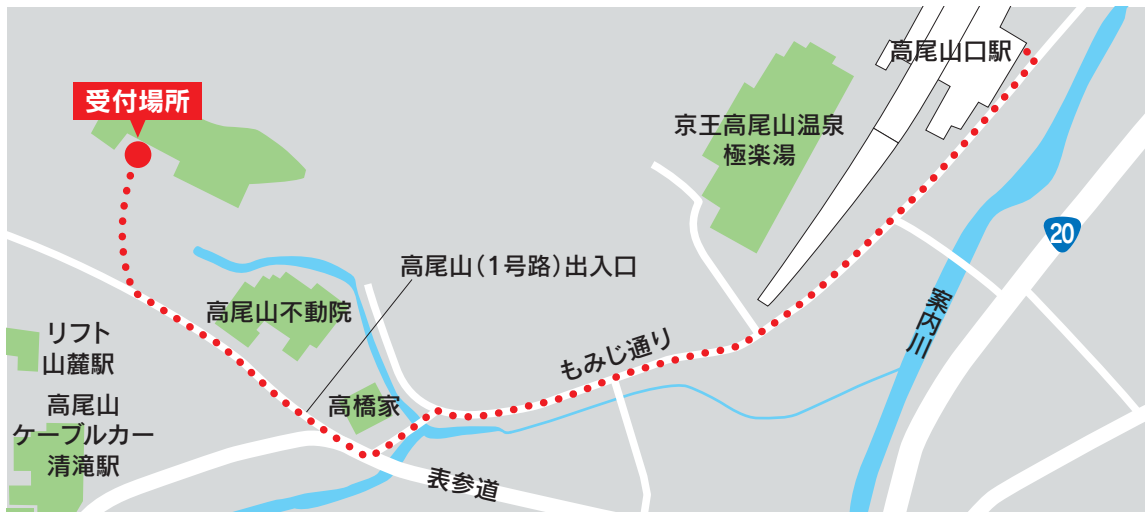 高尾山口駅
受付場所
京王高尾山温泉
極楽湯
20
高尾山(1号路)出入口
案内川
高尾山不動院
リフト
山麓駅
もみじ通り
高橋家
高尾山
ケーブルカー
清滝駅
表参道